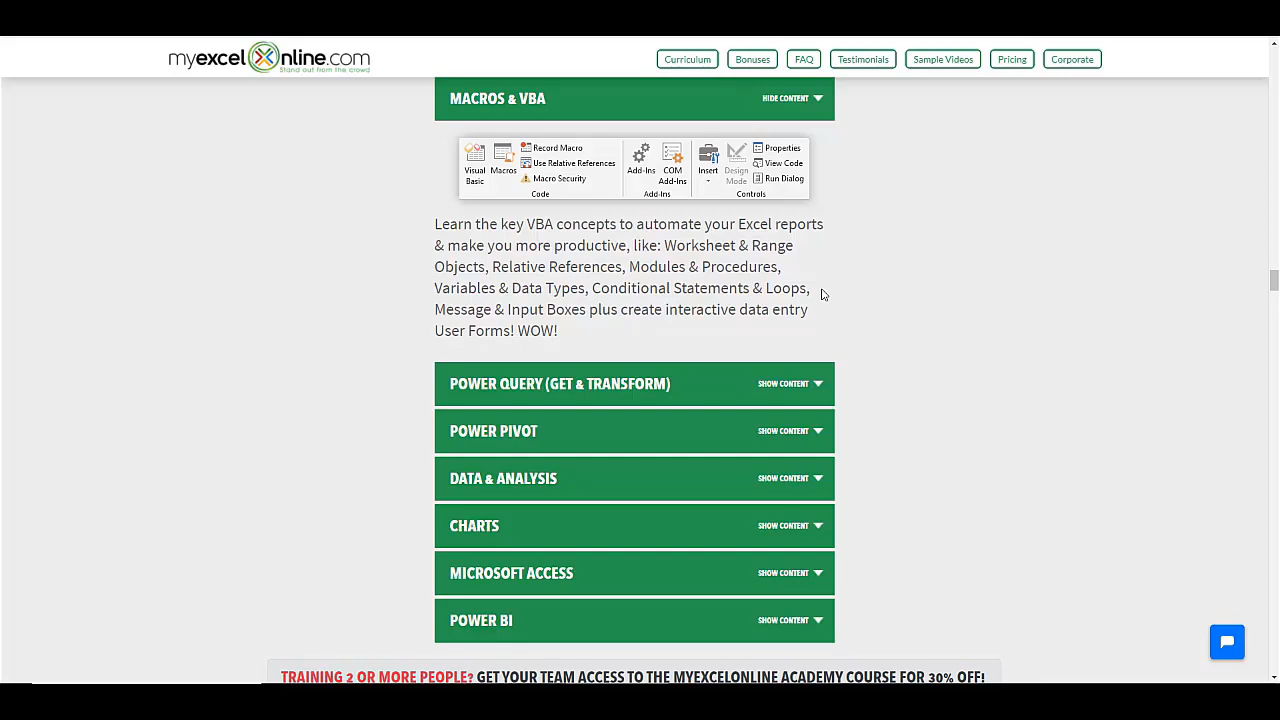 myexcelonline.com
Stand out from the crowd
Curriculum
Bonuses
FAQ
Testimonials
Sample Videos
Pricing
Corporate
MACROS & VBA
HIDE CONTENT
Visual Basic
Macros
Record Macro
Use Relative References
Macro Security
Code
Add-Ins
COM Add-Ins
Add-Ins
Insert
Design Mode
Properties
View Code
Run Dialog
Controls
Learn the key VBA concepts to automate your Excel reports
& make you more productive, like: Worksheet & Range
Objects, Relative References, Modules & Procedures,
Variables & Data Types, Conditional Statements & Loops,
Message & Input Boxes plus create interactive data entry
User Forms! WOW!
POWER QUERY (GET & TRANSFORM)
SHOW CONTENT
POWER PIVOT
SHOW CONTENT
DATA & ANALYSIS
SHOW CONTENT
CHARTS
SHOW CONTENT
MICROSOFT ACCESS
SHOW CONTENT
POWER BI
SHOW CONTENT
TRAINING 2 OR MORE PEOPLE? GET YOUR TEAM ACCESS TO THE MYEXCELONLINE ACADEMY COURSE FOR 30% OFF!